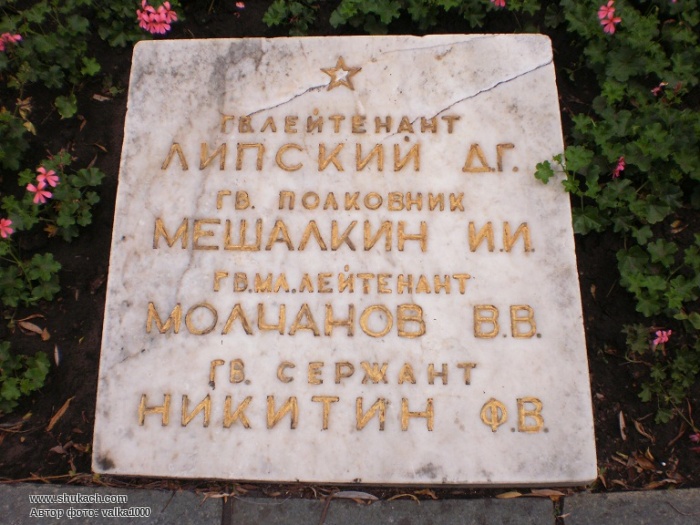 ГВ.ЛЕЙТЕНАНТ
ЛИПСКИЙ Д.Г.
ГВ. ПОЛКОВНИК
МЕШАЛКИН И.И.
ГВ.МЛ.ЛЕЙТЕНАНТ
МОЛЧАНОВ В.В.
ГВ. СЕРЖАНТ
НИКИТИН Ф.В.
www.shukach.com
Автор фото: valka1000